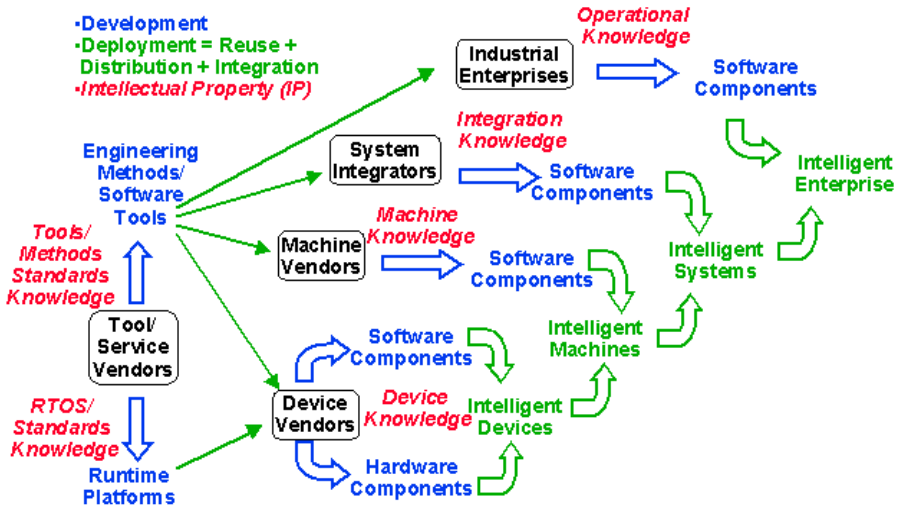 •Development
•Deployment = Reuse +
Distribution + Integration
•Intellectual Property (IP)
Operational
Knowledge
Industrial
Enterprises
Software
Components
Integration
Knowledge
System
Integrators
Software
Components
Intelligent
Enterprise
Engineering
Methods/
Software
Tools
Machine
Knowledge
Machine
Vendors
Software
Components
Intelligent
Systems
Tools/
Methods
Standards
Knowledge
Tool/
Service
Vendors
Software
Components
Intelligent
Machines
RTOS/
Standards
Knowledge
Device
Vendors
Device
Knowledge
Intelligent
Devices
Runtime
Platforms
Hardware
Components